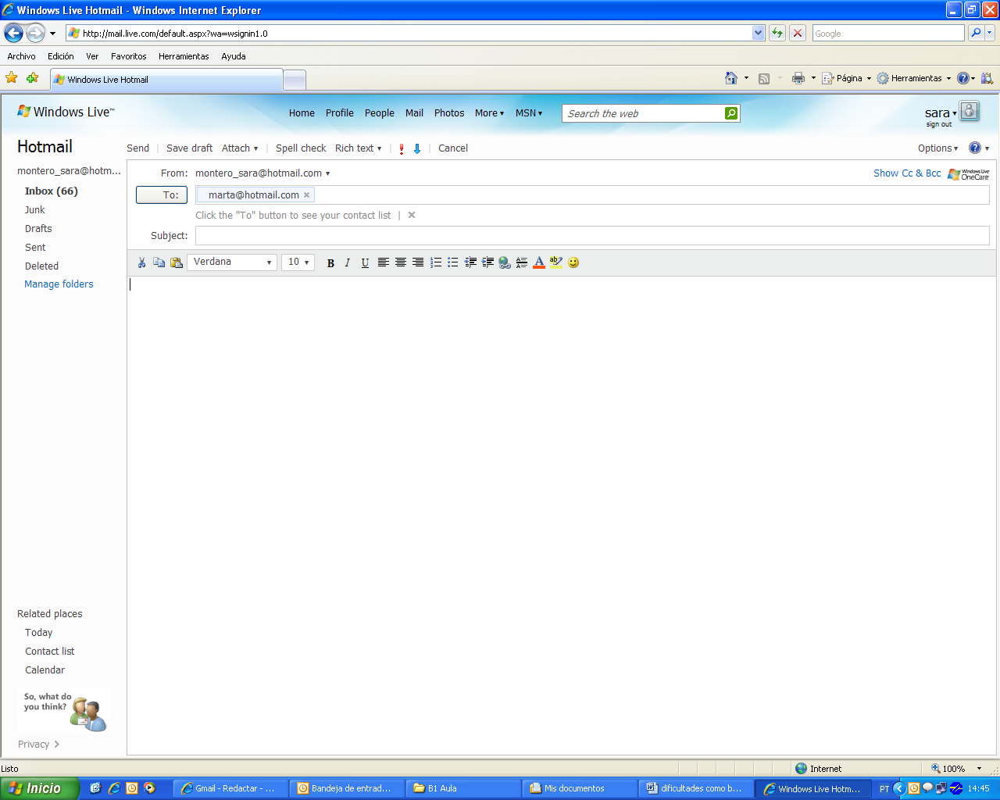 Windows Live Hotmail - Windows Internet Explorer
http://mail.live.com/default.aspx?wa=wsignin1.0
Google
Archivo Edición Ver Favoritos Herramientas Ayuda
Windows Live Hotmail
Página Herramientas
Windows Live™
Home Profile People Mail Photos More MSN
Search the web
sara
sign out
Hotmail
Send Save draft Attach Spell check Rich text Cancel
Options
montero_sara@hotm...
Inbox (66)
Junk
Drafts
Sent
Deleted
Manage folders
From: montero_sara@hotmail.com
Show Cc & Bcc
Windows Live
OneCare
To: marta@hotmail.com
Click the "To" button to see your contact list |
Subject:
Verdana 10 B I U
Related places
Today
Contact list
Calendar
So, what do
you think?
Privacy
Listo
Internet
100%
Inicio
Gmail - Redactar - ...
Bandeja de entrad...
B1 Aula
Mis documentos
dificultades como b...
Windows Live Hotm...
PT
14:45